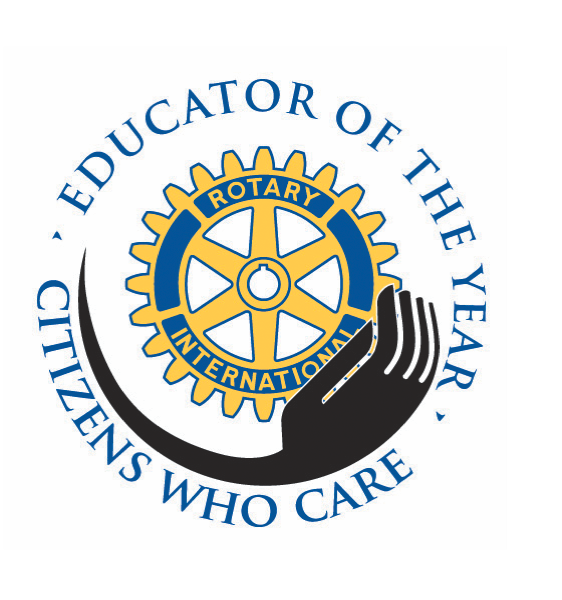 EDUCATOR OF THE YEAR
ROTARY
INTERNATIONAL
CITIZENS WHO CARE